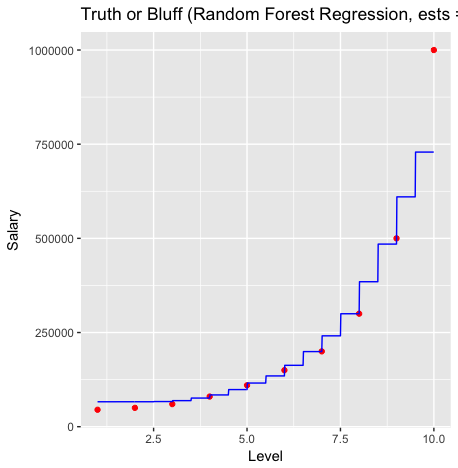 Truth or Bluff (Random Forest Regression, ests =
1000000
750000
500000
250000
0
Salary
2.5 5.0 7.5 10.0
Level